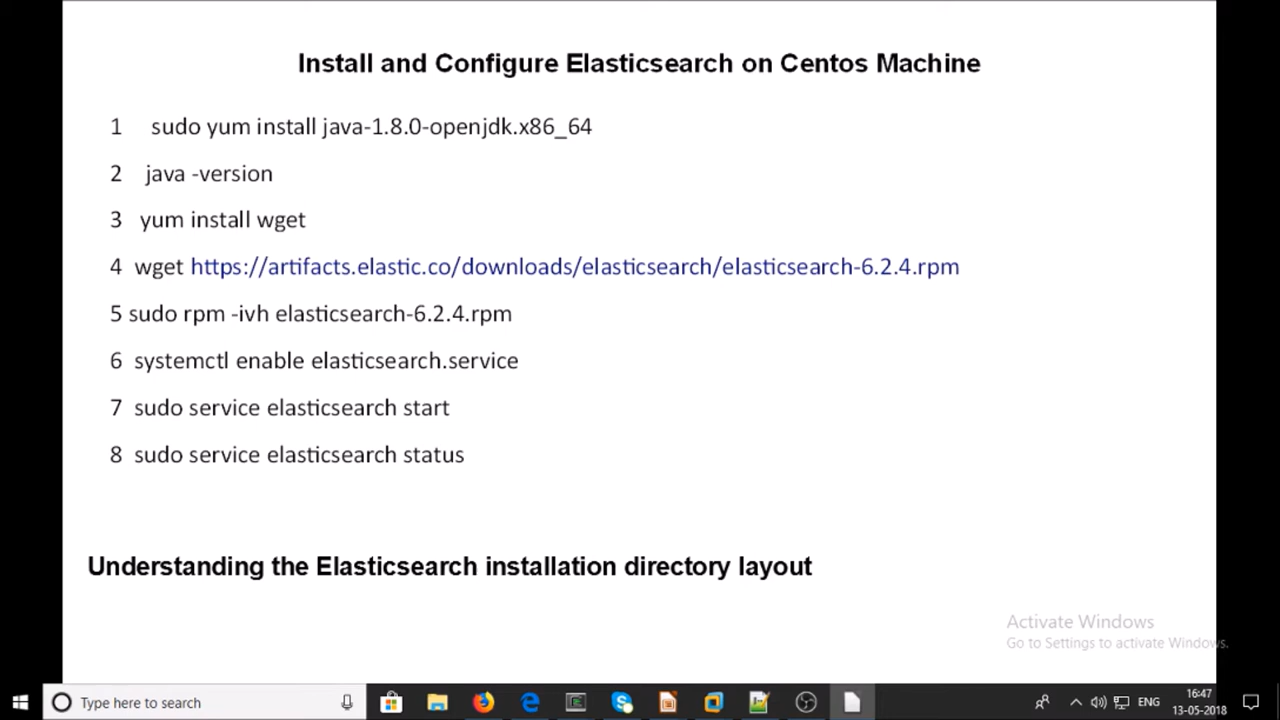 Install and Configure Elasticsearch on Centos Machine
1 sudo yum install java-1.8.0-openjdk.x86_64
2 java -version
3 yum install wget
4 wget https://artifacts.elastic.co/downloads/elasticsearch/elasticsearch-6.2.4.rpm
5 sudo rpm -ivh elasticsearch-6.2.4.rpm
6 systemctl enable elasticsearch.service
7 sudo service elasticsearch start
8 sudo service elasticsearch status
Understanding the Elasticsearch installation directory layout
Activate Windows
Go to Settings to activate Windows.
Type here to search
ENG
16:47
13-05-2018